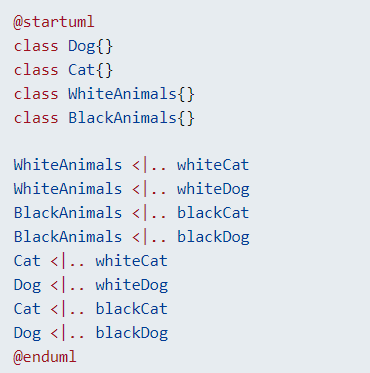 @startuml
class Dog{}
class Cat{}
class WhiteAnimals{}
class BlackAnimals{}

WhiteAnimals <|.. whiteCat
WhiteAnimals <|.. whiteDog
BlackAnimals <|.. blackCat
BlackAnimals <|.. blackDog
Cat <|.. whiteCat
Dog <|.. whiteDog
Cat <|.. blackCat
Dog <|.. blackDog
@enduml